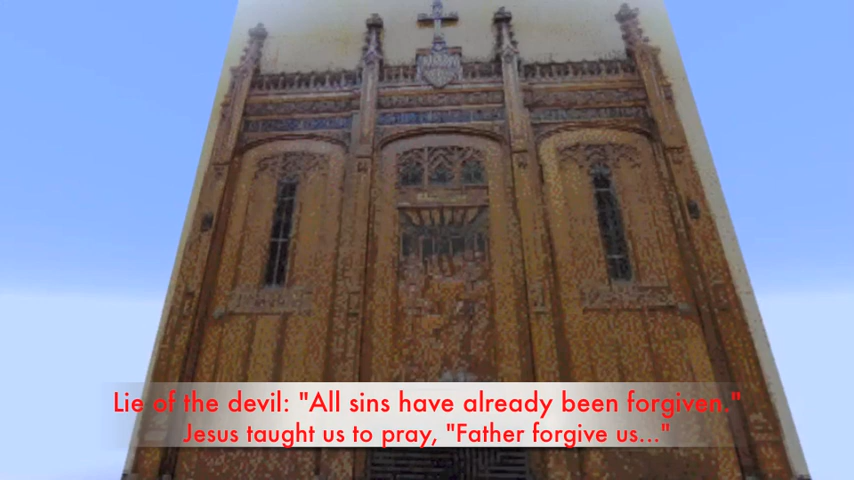 Lie of the devil: "All sins have already been forgiven."
Jesus taught us to pray, "Father forgive us..."